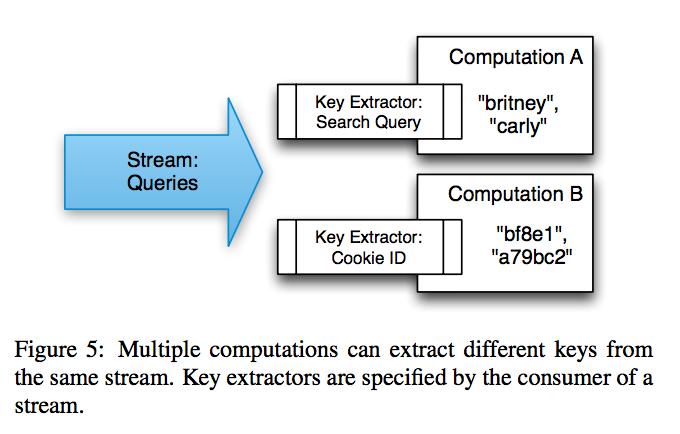 Stream:
Queries
Computation A
Key Extractor:
Search Query
"britney",
"carly"
Computation B
Key Extractor:
Cookie ID
"bf8e1",
"a79bc2"
Figure 5: Multiple computations can extract different keys from
the same stream. Key extractors are specified by the consumer of a
stream.